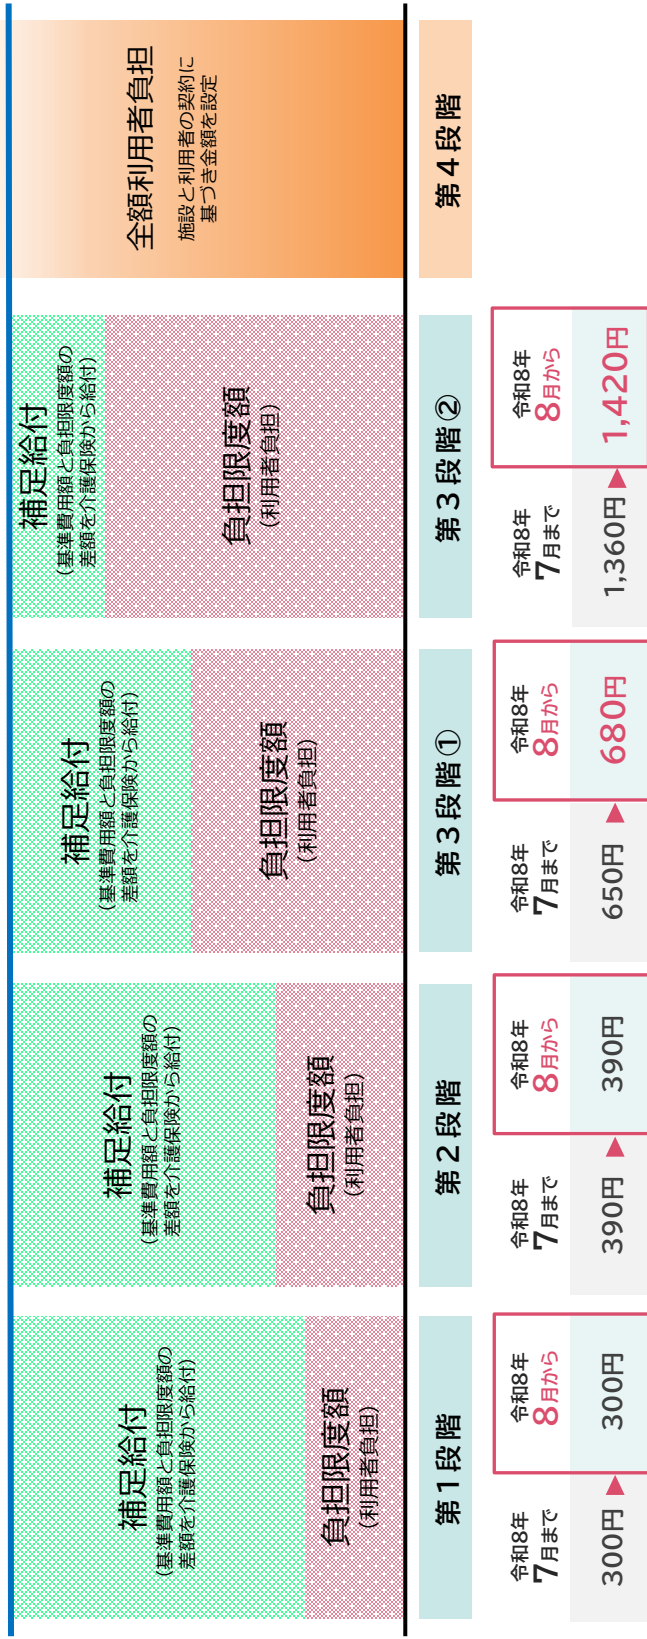 補足給付
(基準費用額と負担限度額の
差額を介護保険から給付)
負担限度額
(利用者負担)
第1段階
令和8年
7月まで
300円
令和8年
8月から
300円
補足給付
(基準費用額と負担限度額の
差額を介護保険から給付)
負担限度額
(利用者負担)
第2段階
令和8年
7月まで
390円
令和8年
8月から
390円
補足給付
(基準費用額と負担限度額の
差額を介護保険から給付)
負担限度額
(利用者負担)
第3段階①
令和8年
7月まで
650円
令和8年
8月から
680円
補足給付
(基準費用額と負担限度額の
差額を介護保険から給付)
負担限度額
(利用者負担)
第3段階②
令和8年
7月まで
1,360円
令和8年
8月から
1,420円
全額利用者負担
施設と利用者の契約に
基づき金額を設定
第4段階